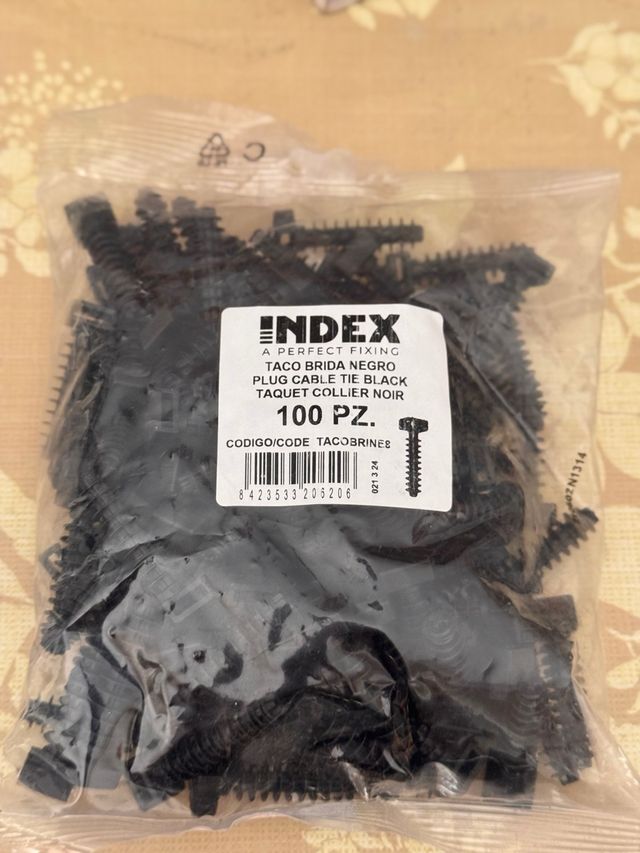 INDEX
A PERFECT FIXING
TACO BRIDA NEGRO
PLUG CABLE TIE BLACK
TAQUET COLLIER NOIR
100 PZ.
CODIGO/CODE TACOBRINE8
8 423533 206206
021 3 24